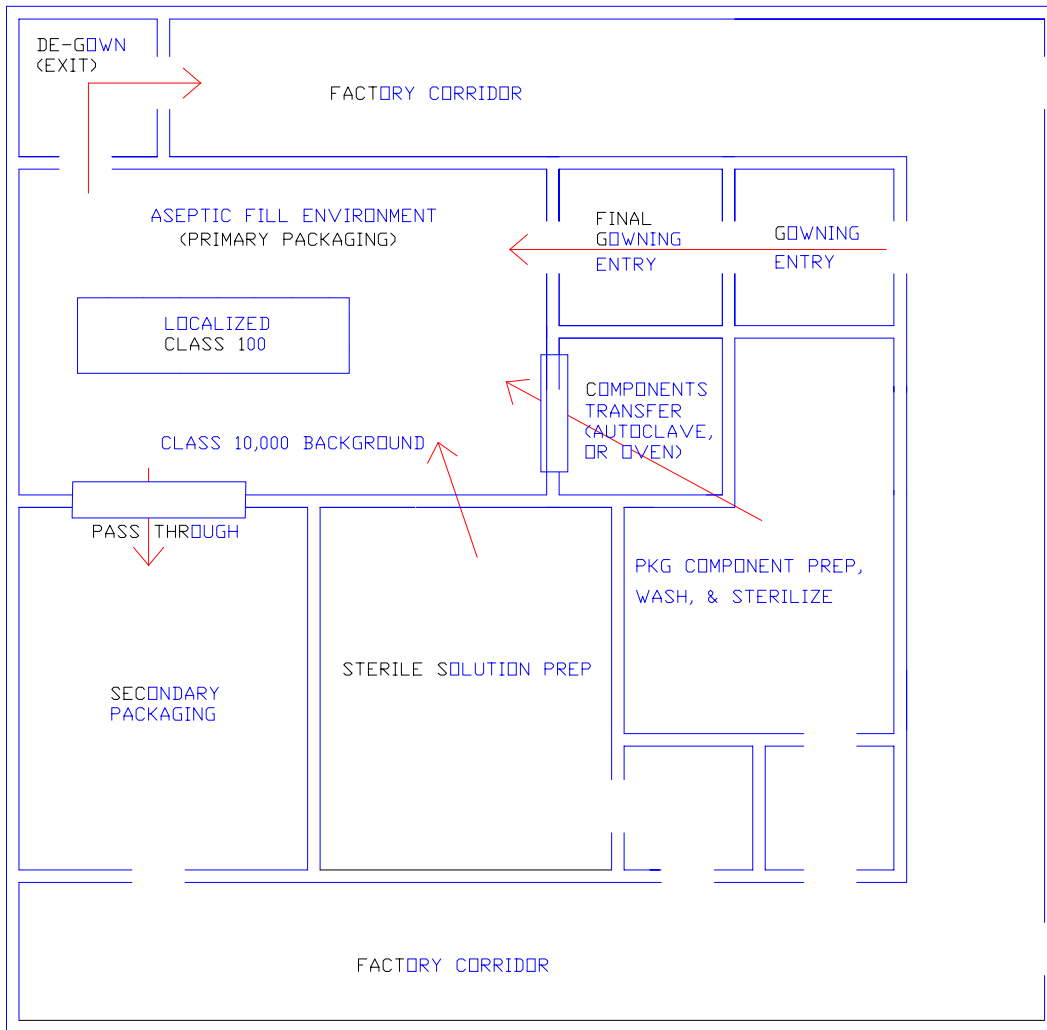 DE-GOWN
(EXIT)
FACTORY CORRIDOR
ASEPTIC FILL ENVIRONMENT
(PRIMARY PACKAGING)
FINAL
GOWNING
ENTRY
GOWNING
ENTRY
LOCALIZED
CLASS 100
COMPONENTS
TRANSFER
(AUTOCLAVE,
OR OVEN)
CLASS 10,000 BACKGROUND
PASS THROUGH
PKG COMPONENT PREP,
WASH, & STERILIZE
STERILE SOLUTION PREP
SECONDARY
PACKAGING
FACTORY CORRIDOR